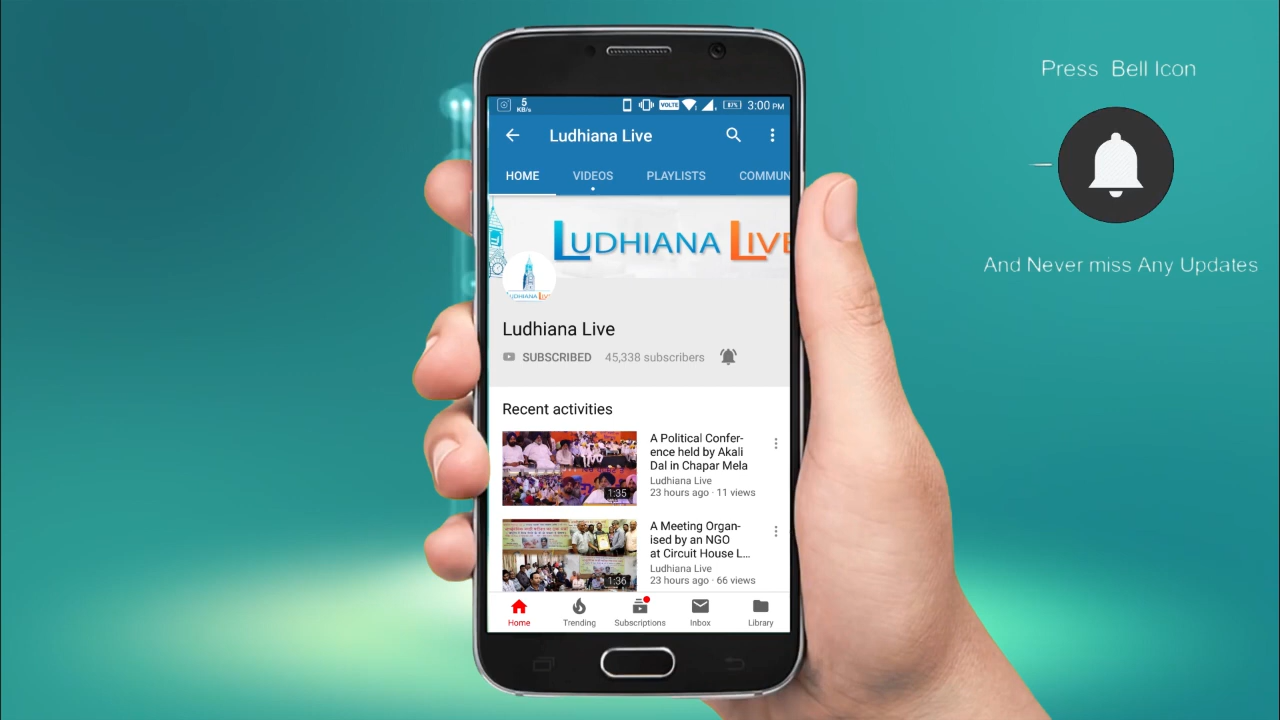 Press Bell Icon
And Never miss Any Updates
5
KB/s
VOLTE
87%
3:00 PM
Ludhiana Live
HOME
VIDEOS
PLAYLISTS
COMMUN
LUDHIANA LIVE
LUDHIANA LIV
Ludhiana Live
SUBSCRIBED
45,338 subscribers
Recent activities
A Political Confer-
ence held by Akali
Dal in Chapar Mela
Ludhiana Live
23 hours ago · 11 views
1:35
A Meeting Organ-
ised by an NGO
at Circuit House L...
Ludhiana Live
23 hours ago · 66 views
1:36
Home
Trending
Subscriptions
Inbox
Library